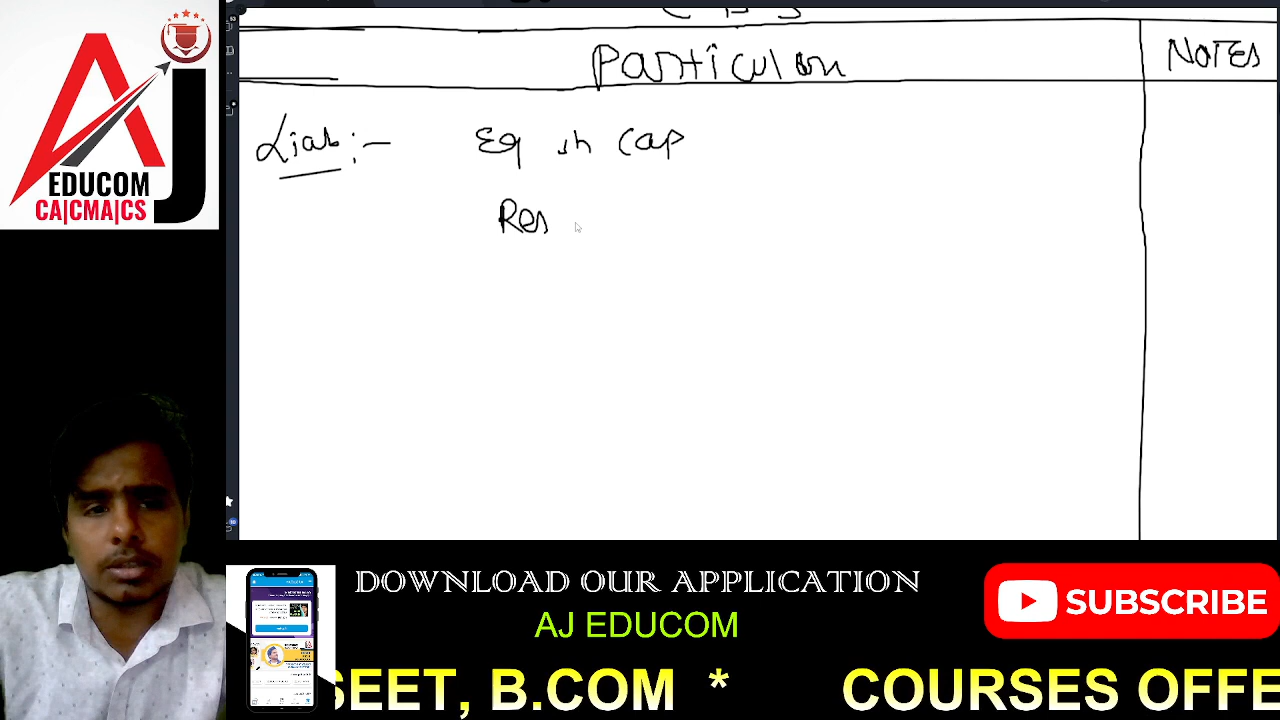 C B S
Particular
NOTES
Liab:-
Eq sh Cap
Res
AJ
EDUCOM
CA|CMA|CS
DOWNLOAD OUR APPLICATION
AJ EDUCOM
SUBSCRIBE
SEET, B.COM * COURSES OFFE